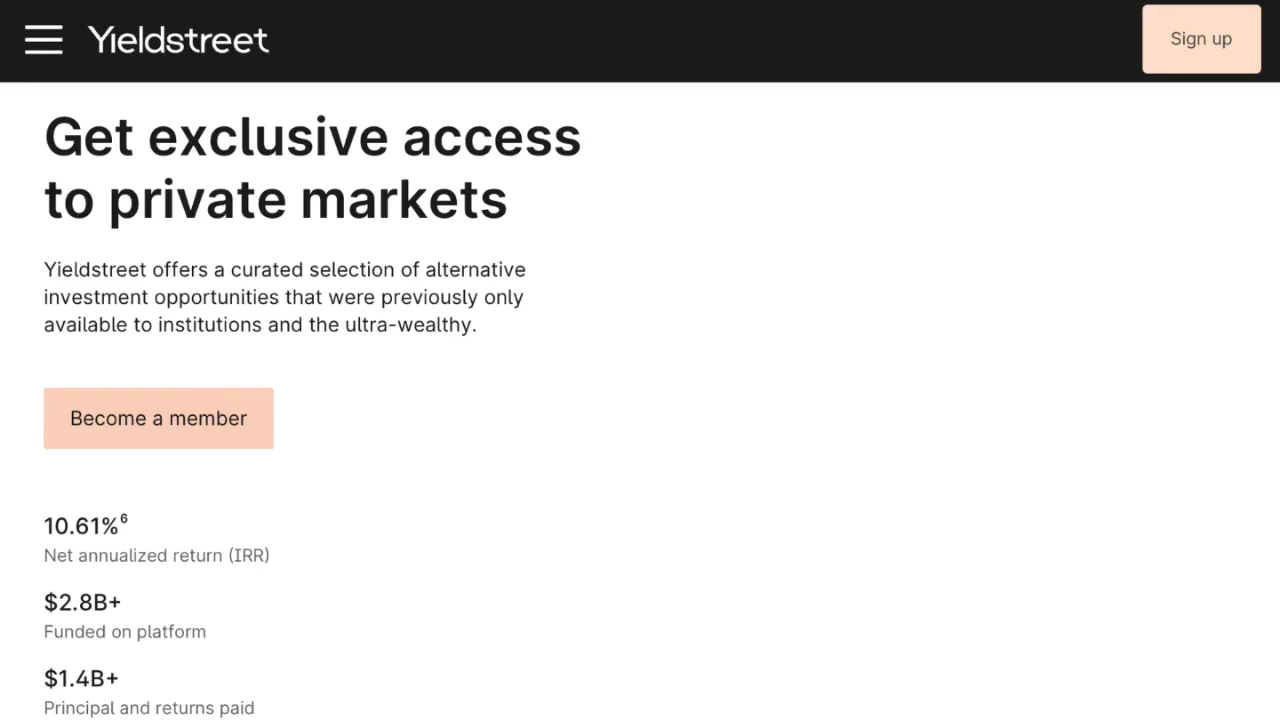 Yieldstreet
Sign up
Get exclusive access
to private markets
Yieldstreet offers a curated selection of alternative
investment opportunities that were previously only
available to institutions and the ultra-wealthy.
Become a member
10.61%⁶
Net annualized return (IRR)
$2.8B+
Funded on platform
$1.4B+
Principal and returns paid